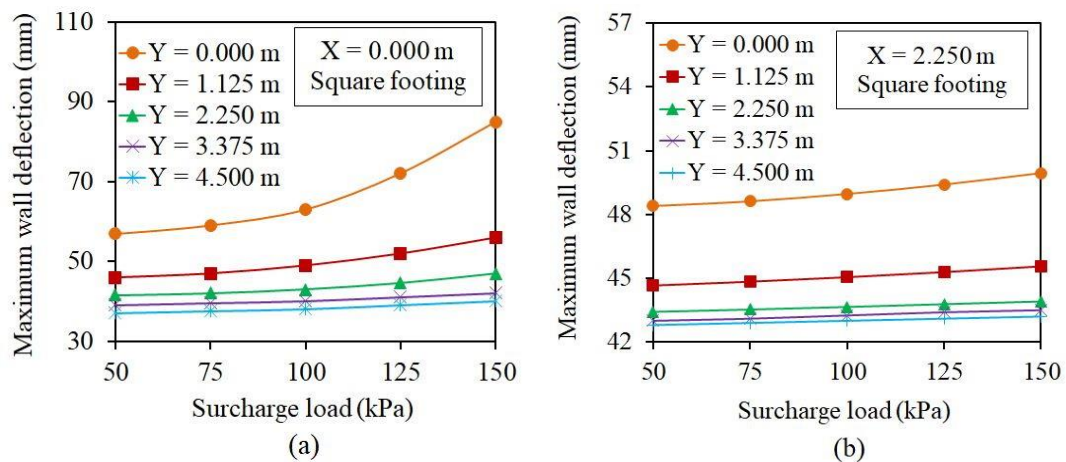 Maximum wall deflection (mm)
110
90
70
50
30
Y = 0.000 m
Y = 1.125 m
Y = 2.250 m
Y = 3.375 m
Y = 4.500 m
X = 0.000 m
Square footing
50 75 100 125 150
Surcharge load (kPa)
(a)
Maximum wall deflection (mm)
57
54
51
48
45
42
Y = 0.000 m
Y = 1.125 m
Y = 2.250 m
Y = 3.375 m
Y = 4.500 m
X = 2.250 m
Square footing
50 75 100 125 150
Surcharge load (kPa)
(b)